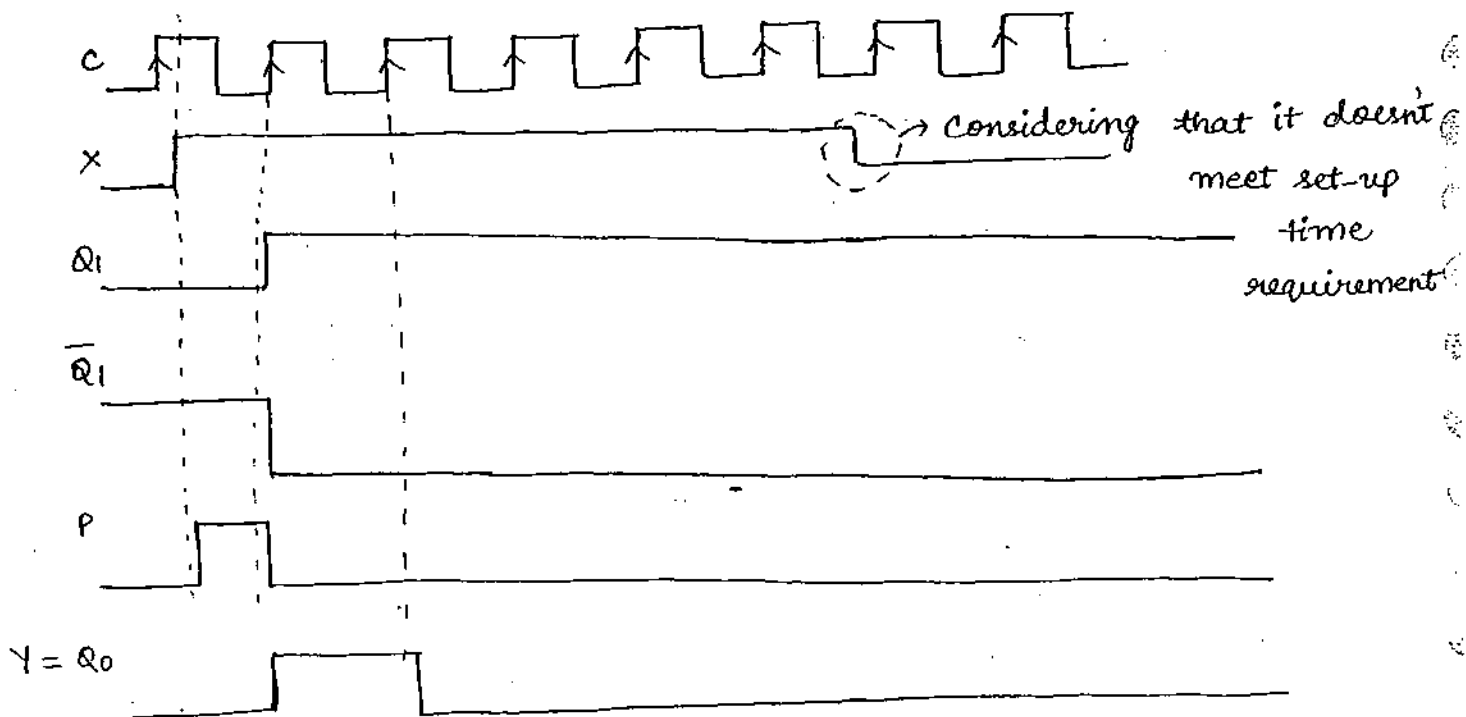 C
X
→ Considering that it doesn't
meet set-up
time
requirement
Q1
Q̅1̅
P
Y = Q0